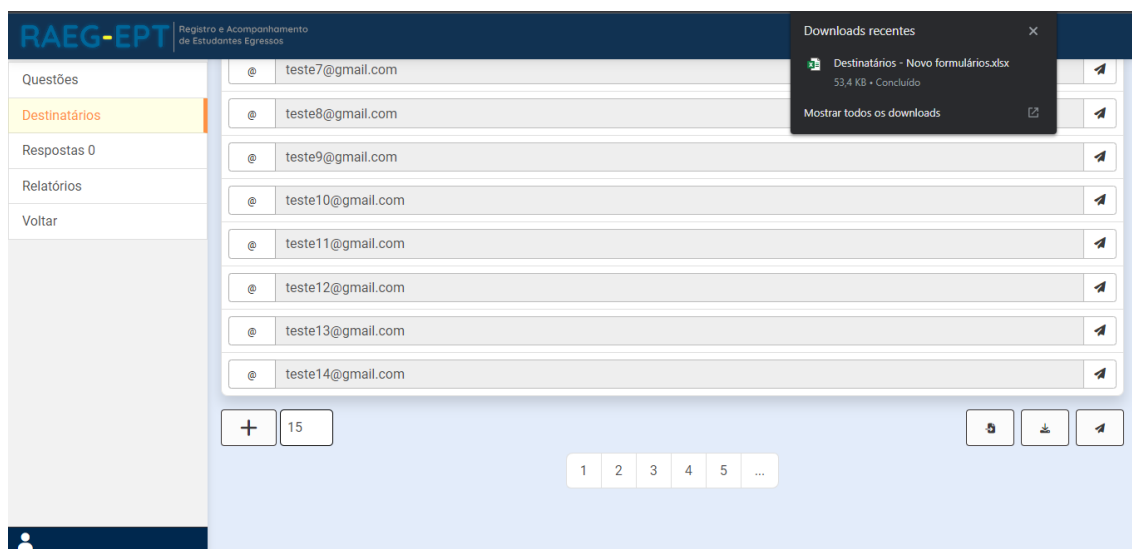 RAEG-EPT
Registro e Acompanhamento
de Estudantes Egressos
Downloads recentes
Destinatários - Novo formulários.xlsx
53,4 KB • Concluído
Mostrar todos os downloads
Questões
Destinatários
Respostas 0
Relatórios
Voltar
@ teste7@gmail.com
@ teste8@gmail.com
@ teste9@gmail.com
@ teste10@gmail.com
@ teste11@gmail.com
@ teste12@gmail.com
@ teste13@gmail.com
@ teste14@gmail.com
15
1 2 3 4 5 ...